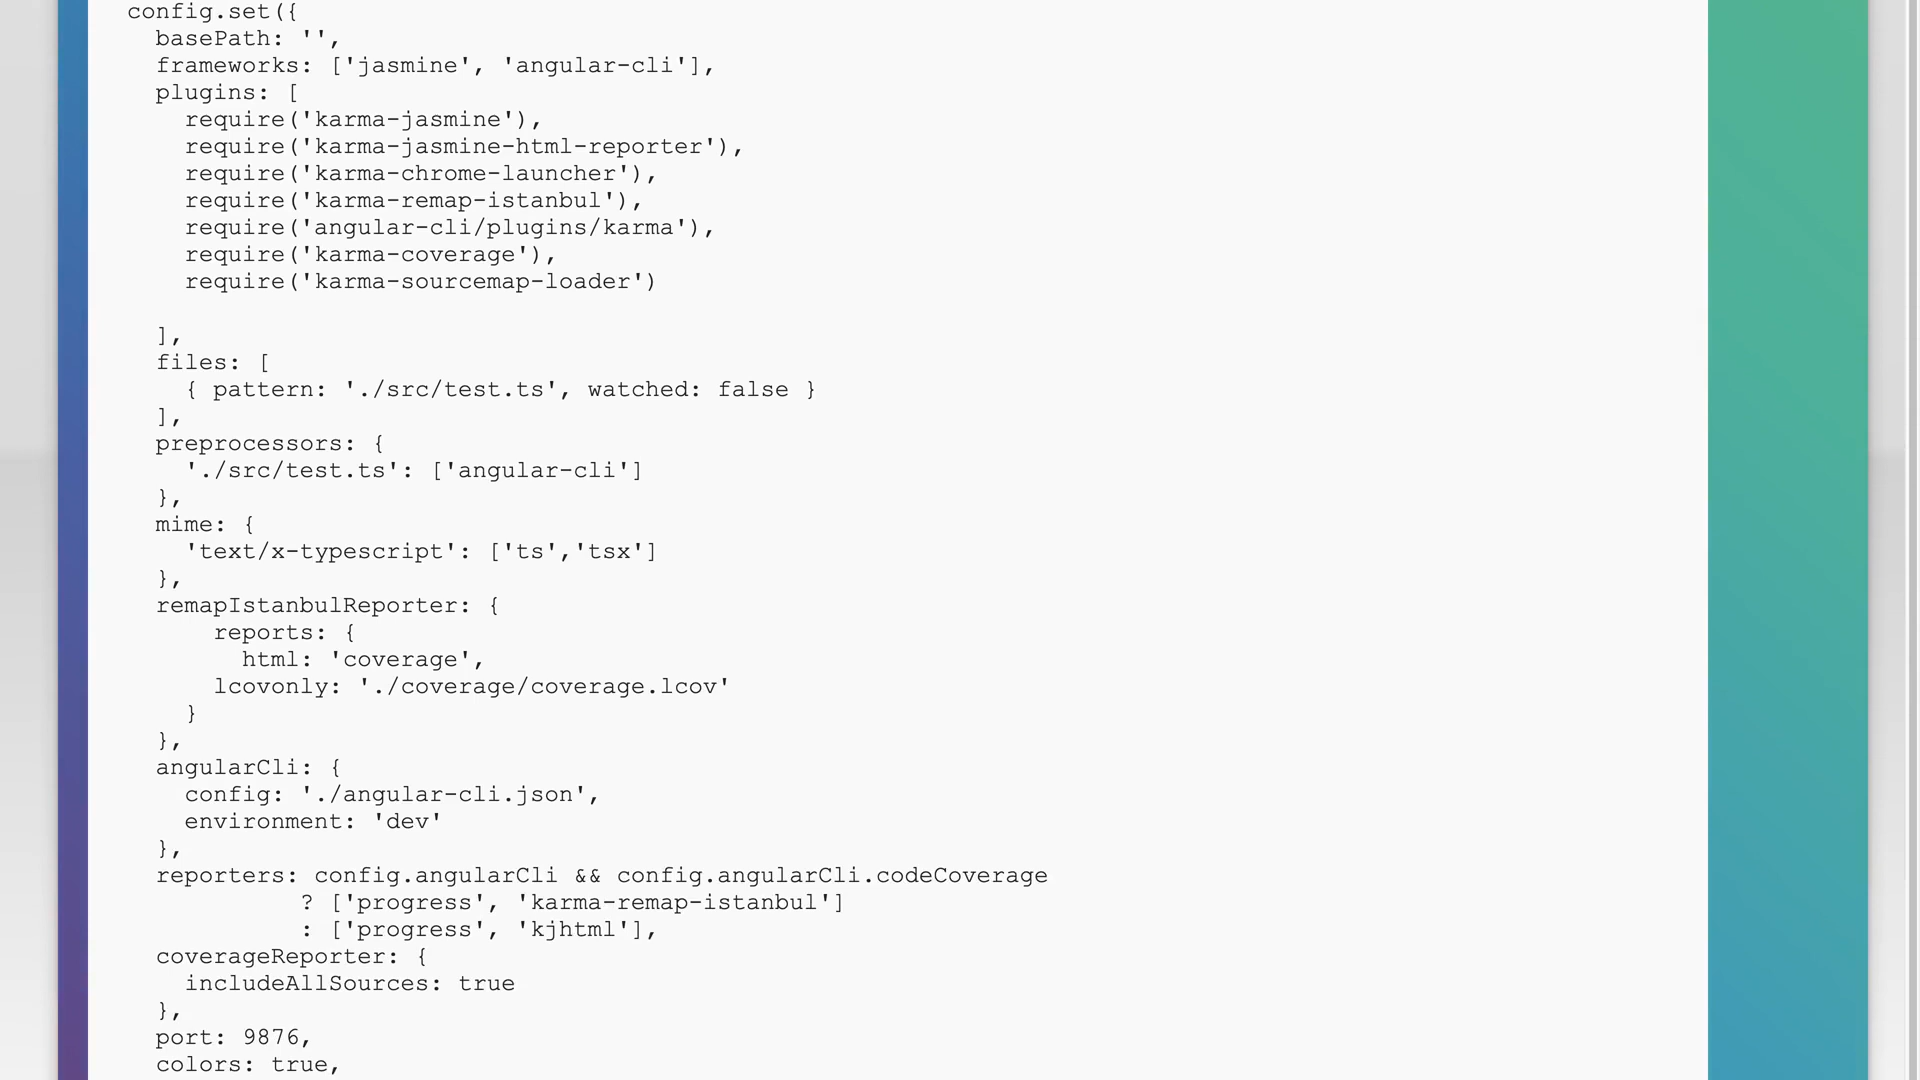 config.set({
basePath: '',
frameworks: ['jasmine', 'angular-cli'],
plugins: [
require('karma-jasmine'),
require('karma-jasmine-html-reporter'),
require('karma-chrome-launcher'),
require('karma-remap-istanbul'),
require('angular-cli/plugins/karma'),
require('karma-coverage'),
require('karma-sourcemap-loader')
],
files: [
{ pattern: './src/test.ts', watched: false }
],
preprocessors: {
'./src/test.ts': ['angular-cli']
},
mime: {
'text/x-typescript': ['ts','tsx']
},
remapIstanbulReporter: {
reports: {
html: 'coverage',
lcovonly: './coverage/coverage.lcov'
}
},
angularCli: {
config: './angular-cli.json',
environment: 'dev'
},
reporters: config.angularCli && config.angularCli.codeCoverage
? ['progress', 'karma-remap-istanbul']
: ['progress', 'kjhtml'],
coverageReporter: {
includeAllSources: true
},
port: 9876,
colors: true,